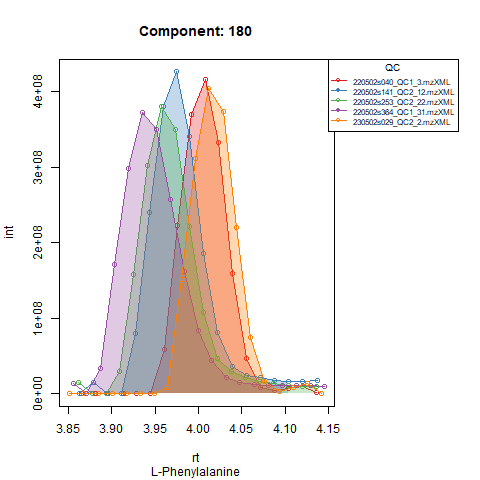 Component: 180
QC
220502s040_QC1_3.mzXML
220502s141_QC2_12.mzXML
220502s253_QC2_22.mzXML
220502s364_QC1_31.mzXML
230502s029_QC2_2.mzXML
4e+08
3e+08
2e+08
1e+08
0e+00
int
3.85 3.90 3.95 4.00 4.05 4.10 4.15
rt
L-Phenylalanine